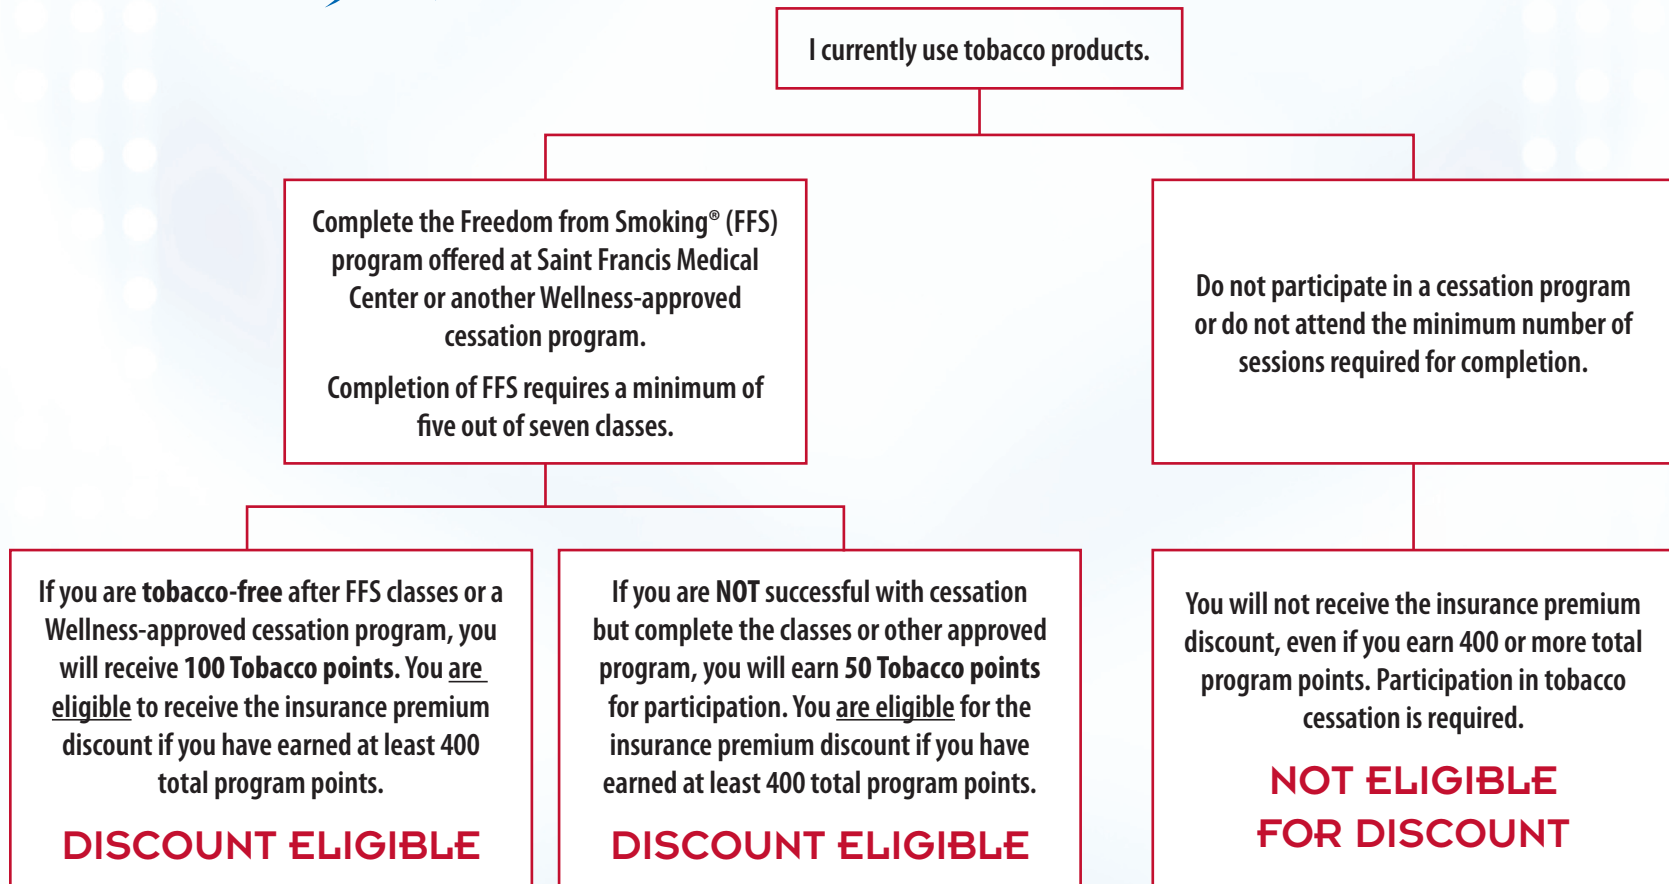 I currently use tobacco products.
Complete the Freedom from Smoking® (FFS)
program offered at Saint Francis Medical
Center or another Wellness-approved
cessation program.
Completion of FFS requires a minimum of
five out of seven classes.
Do not participate in a cessation program
or do not attend the minimum number of
sessions required for completion.
If you are tobacco-free after FFS classes or a
Wellness-approved cessation program, you
will receive 100 Tobacco points. You are
eligible to receive the insurance premium
discount if you have earned at least 400
total program points.
DISCOUNT ELIGIBLE
If you are NOT successful with cessation
but complete the classes or other approved
program, you will earn 50 Tobacco points
for participation. You are eligible for the
insurance premium discount if you have
earned at least 400 total program points.
DISCOUNT ELIGIBLE
You will not receive the insurance premium
discount, even if you earn 400 or more total
program points. Participation in tobacco
cessation is required.
NOT ELIGIBLE
FOR DISCOUNT